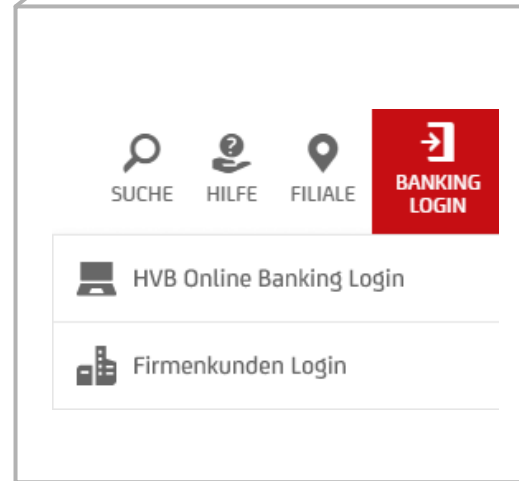 SUCHE HILFE FILIALE BANKING
LOGIN
HVB Online Banking Login
Firmenkunden Login